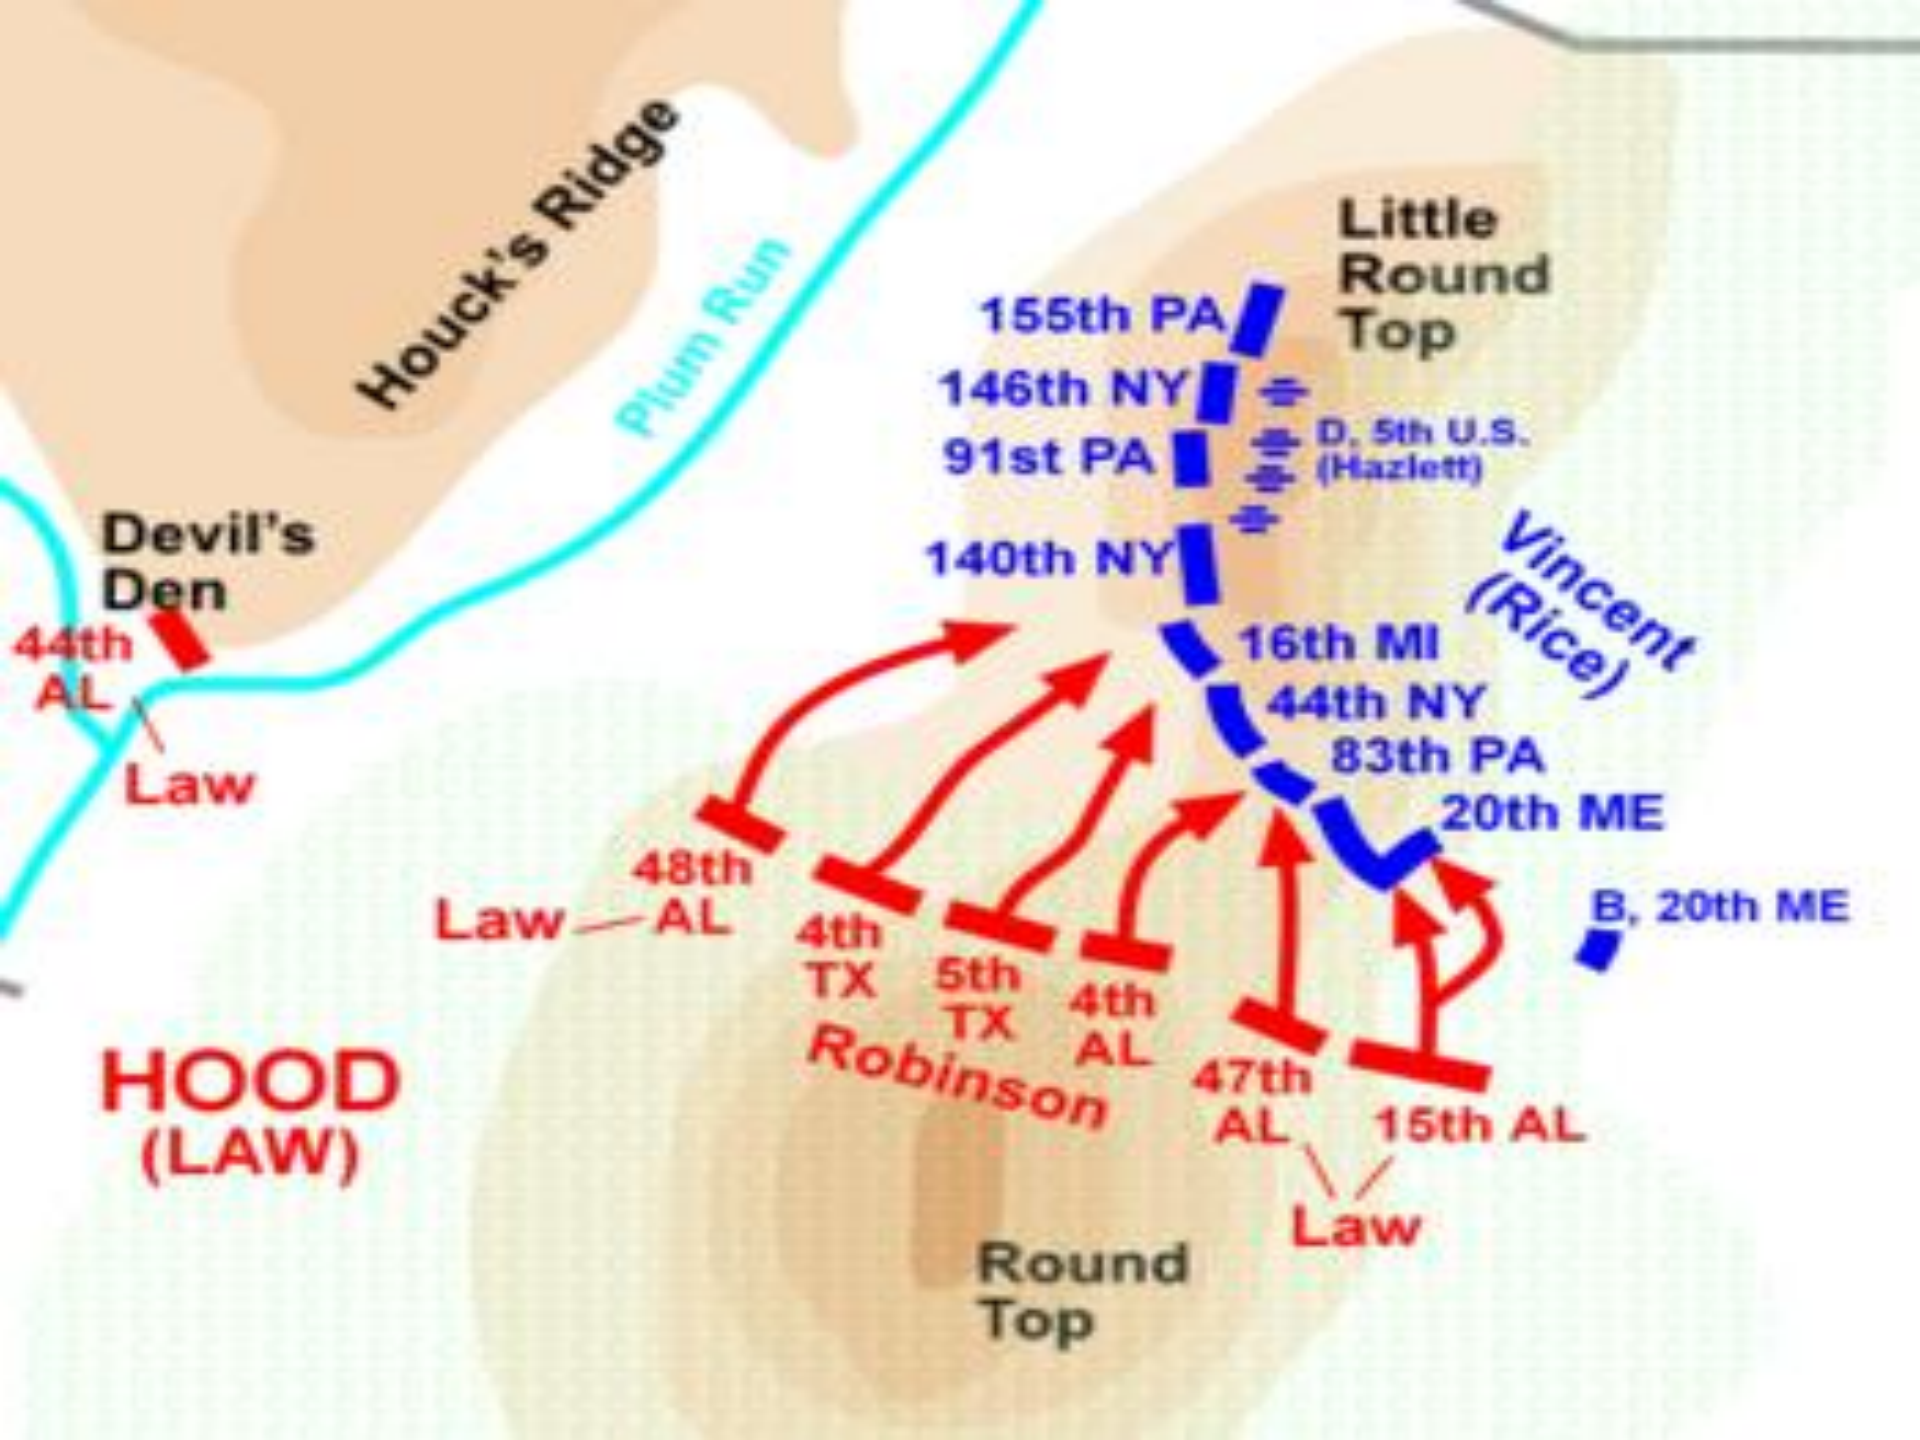 Houck's Ridge
Plum Run
Little
Round
Top
155th PA
146th NY
91st PA
D, 5th U.S.
(Hazlett)
140th NY
Vincent
(Rice)
Devil's
Den
44th
AL
Law
16th MI
44th NY
83th PA
20th ME
B, 20th ME
48th
AL
Law
4th
TX
5th
TX
4th
AL
Robinson
47th
AL
15th AL
Law
HOOD
(LAW)
Round
Top